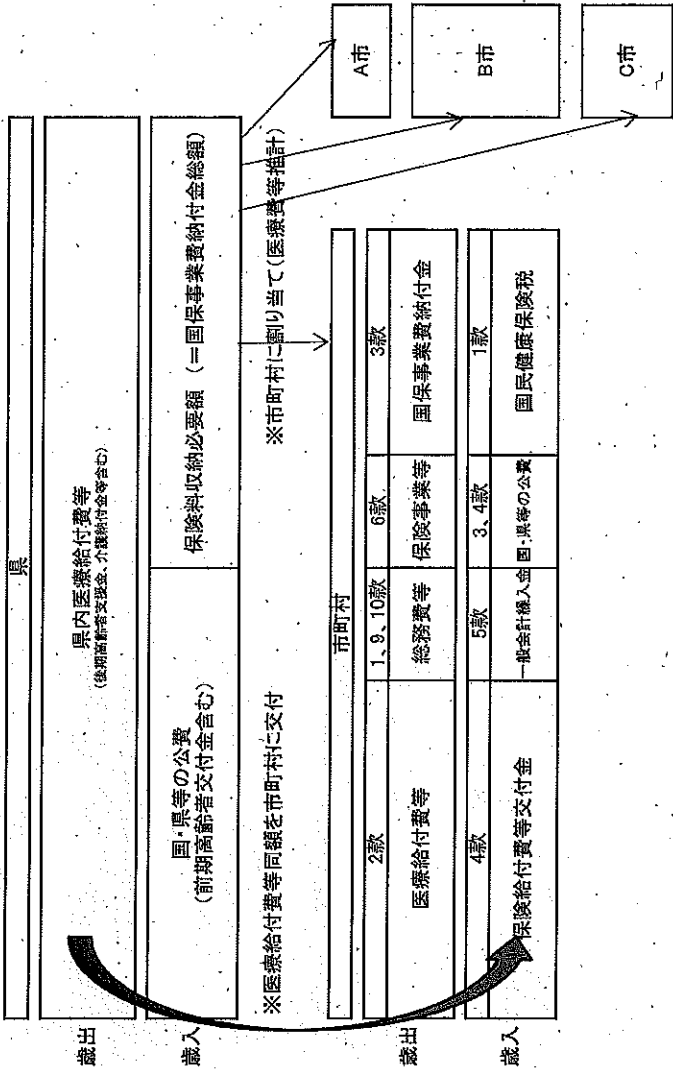 県
歳出
県内医療給付費等
(後期高齢者支援金、介護納付金等含む)
歳入
国・県等の公費
(前期高齢者交付金含む)
保険料収納必要額 (=国保事業費納付金総額)
※医療給付費等同額を市町村に交付
※市町村に割り当て(医療費等推計)
A市
B市
C市
市町村
歳出
2款
1、9、10款
6款
3款
医療給付費等
総務費等
保険事業等
国保事業費納付金
歳入
4款
5款
3、4款
1款
保険給付費等交付金
一般会計繰入金
国・県等の公費
国民健康保険税